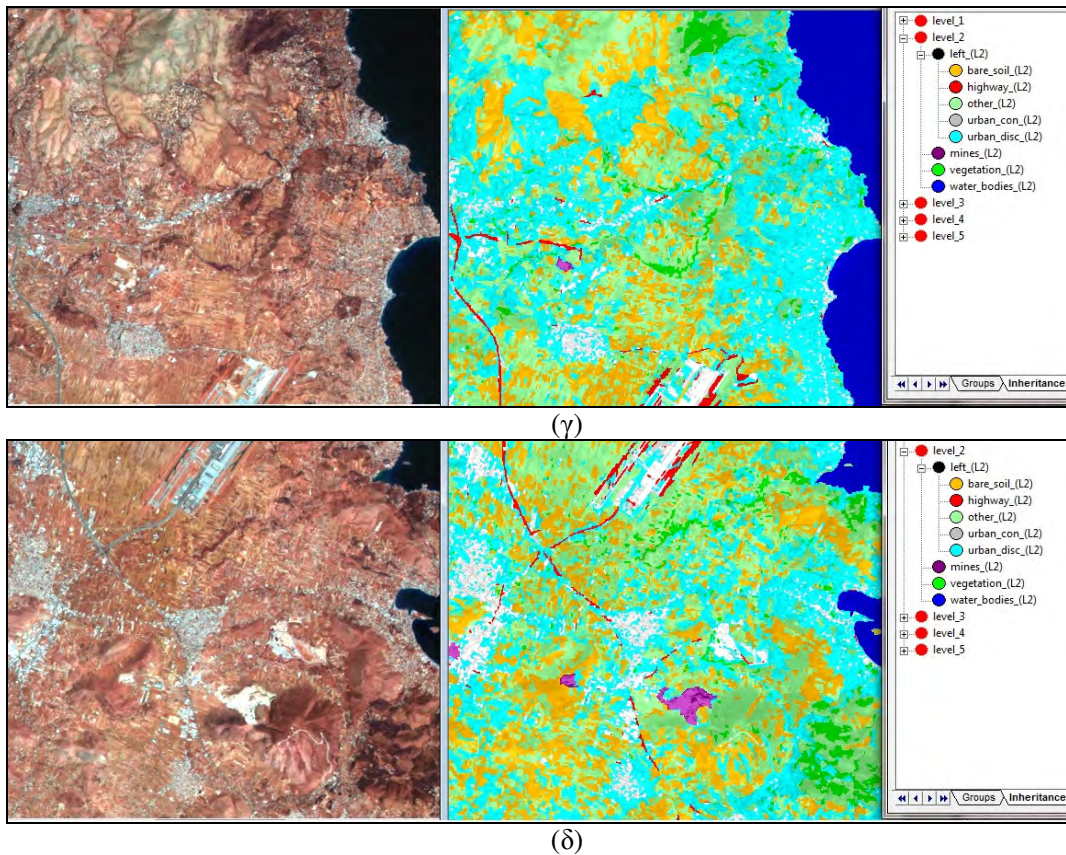 level_1
level_2
left_(L2)
bare_soil_(L2)
highway_(L2)
other_(L2)
urban_con_(L2)
urban_disc_(L2)
mines_(L2)
vegetation_(L2)
water_bodies_(L2)
level_3
level_4
level_5
Groups Inheritance
(γ)
level_2
left_(L2)
bare_soil_(L2)
highway_(L2)
other_(L2)
urban_con_(L2)
urban_disc_(L2)
mines_(L2)
vegetation_(L2)
water_bodies_(L2)
level_3
level_4
level_5
Groups Inheritance
(δ)